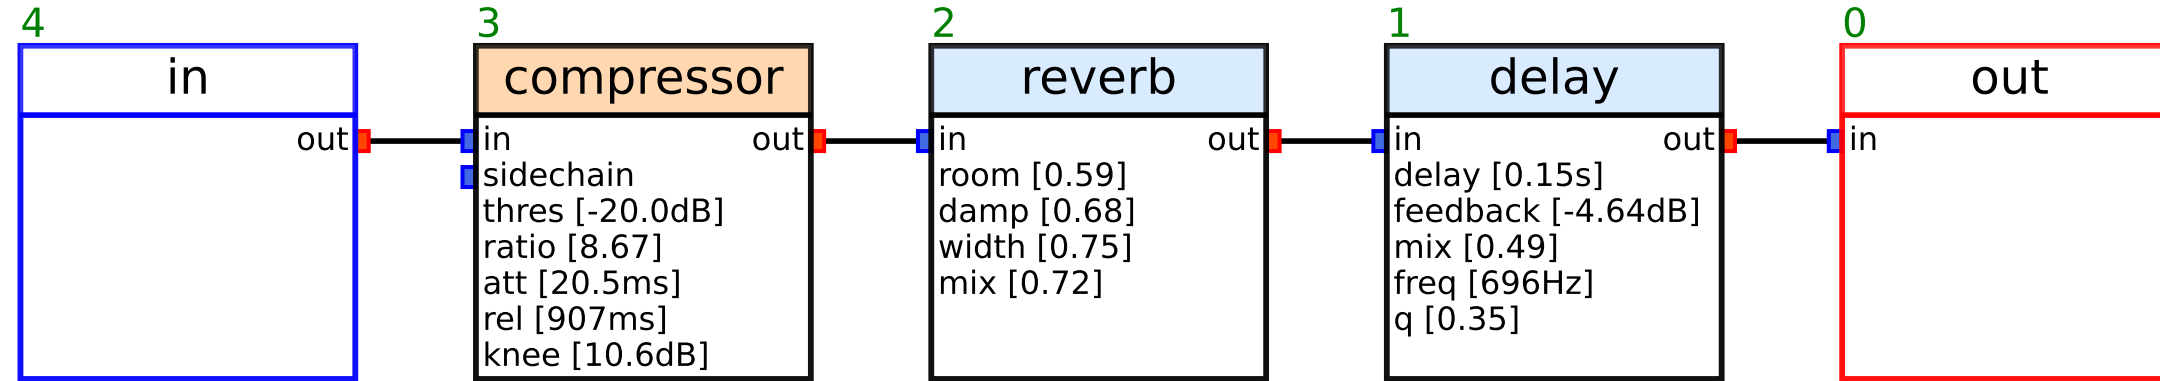 4
in
out
3
compressor
in
out
sidechain
thres [-20.0dB]
ratio [8.67]
att [20.5ms]
rel [907ms]
knee [10.6dB]
2
reverb
in
out
room [0.59]
damp [0.68]
width [0.75]
mix [0.72]
1
delay
in
out
delay [0.15s]
feedback [-4.64dB]
mix [0.49]
freq [696Hz]
q [0.35]
0
out
in